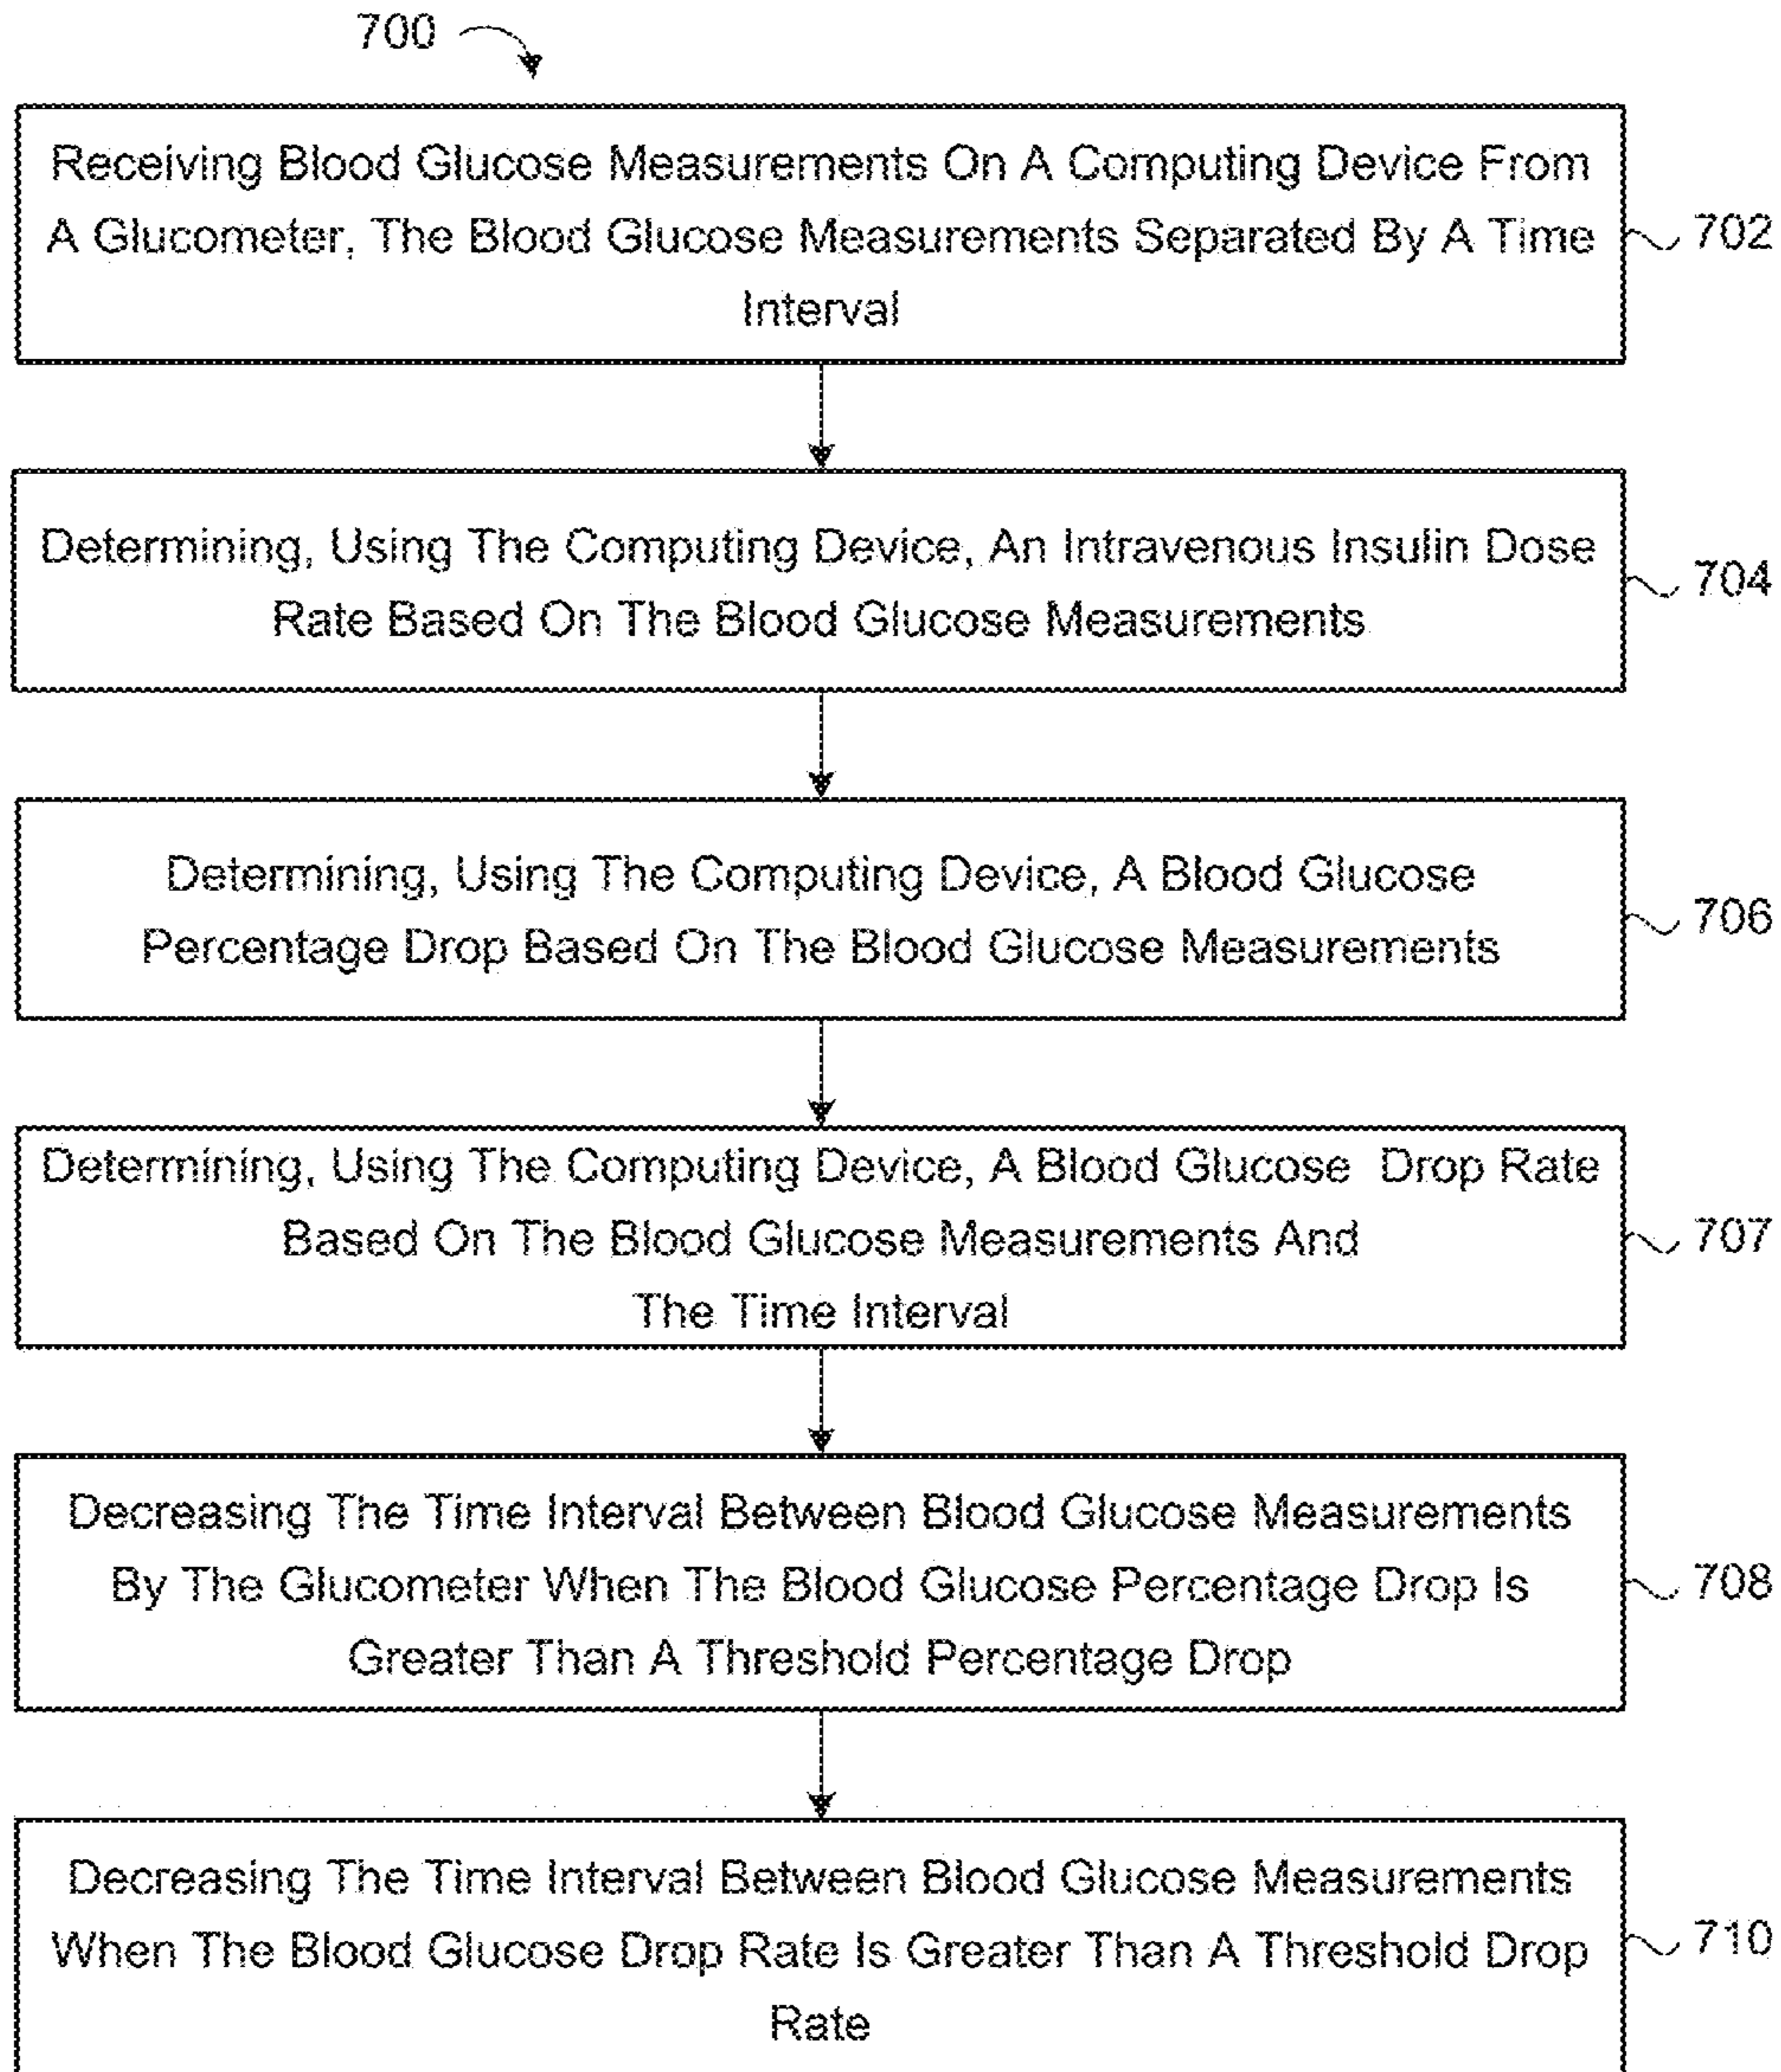 700
Receiving Blood Glucose Measurements On A Computing Device From
A Glucometer, The Blood Glucose Measurements Separated By A Time
Interval
702
Determining, Using The Computing Device, An Intravenous Insulin Dose
Rate Based On The Blood Glucose Measurements
704
Determining, Using The Computing Device, A Blood Glucose
Percentage Drop Based On The Blood Glucose Measurements
706
Determining, Using The Computing Device, A Blood Glucose Drop Rate
Based On The Blood Glucose Measurements And
The Time Interval
707
Decreasing The Time Interval Between Blood Glucose Measurements
By The Glucometer When The Blood Glucose Percentage Drop Is
Greater Than A Threshold Percentage Drop
708
Decreasing The Time Interval Between Blood Glucose Measurements
When The Blood Glucose Drop Rate Is Greater Than A Threshold Drop
Rate
710